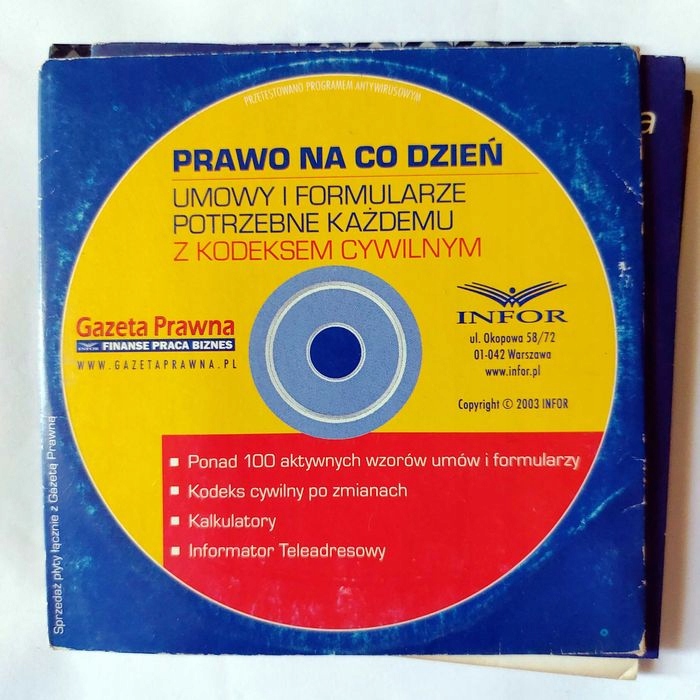 PRZETESTOWANO PROGRAMEM ANTYWIRUSOWYM
PRAWO NA CO DZIEŃ
UMOWY I FORMULARZE
POTRZEBNE KAŻDEMU
Z KODEKSEM CYWILNYM
Gazeta Prawna
INFOR FINANSE PRACA BIZNES
WWW.GAZETAPRAWNA.PL
INFOR
ul. Okopowa 58/72
01-042 Warszawa
www.infor.pl
Copyright © 2003 INFOR
Ponad 100 aktywnych wzorów umów i formularzy
Kodeks cywilny po zmianach
Kalkulatory
Informator Teleadresowy
Sprzedaż płyty łącznie z Gazetą Prawną
a